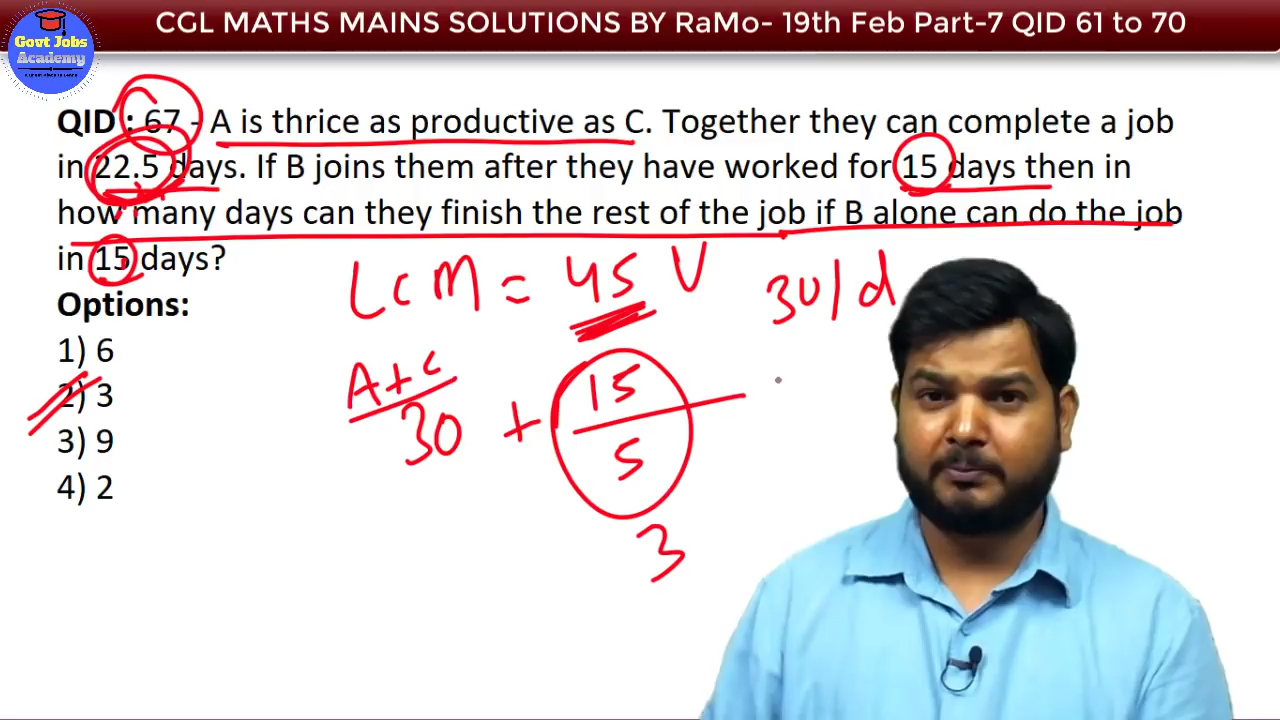 CGL MATHS MAINS SOLUTIONS BY RaMo- 19th Feb Part-7 QID 61 to 70
Govt Jobs
Academy
QID : 67 - A is thrice as productive as C. Together they can complete a job
in 22.5 days. If B joins them after they have worked for 15 days then in
how many days can they finish the rest of the job if B alone can do the job
in 15 days?
LCM = 45 U
3U/d
Options:
1) 6
2) 3
3) 9
4) 2
A+C
30 + 15
5
3